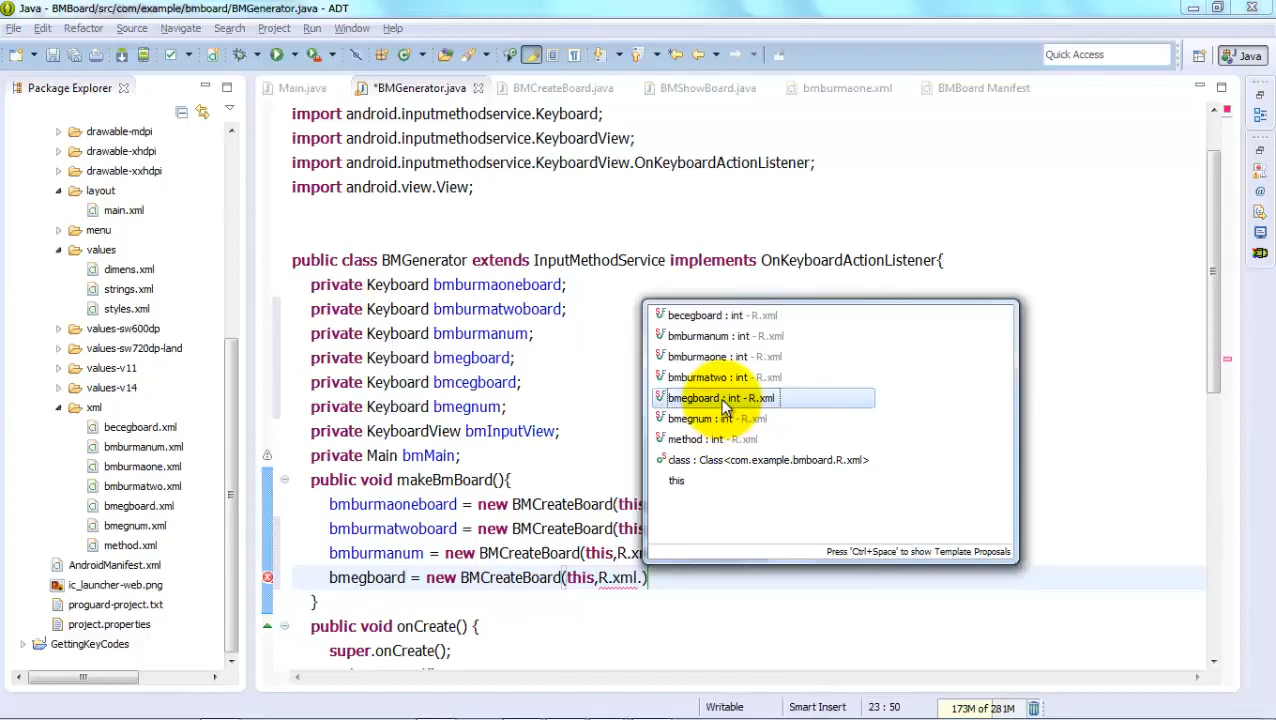 Java - BMBoard/src/com/example/bmboard/BMGenerator.java - ADT
File Edit Refactor Source Navigate Search Project Run Window Help
Quick Access
Java
Package Explorer
Main.java
*BMGenerator.java
BMCreateBoard.java
BMShowBoard.java
bmburmaone.xml
BMBoard Manifest
drawable-mdpi
drawable-xhdpi
drawable-xxhdpi
layout
main.xml
menu
values
dimens.xml
strings.xml
styles.xml
values-sw600dp
values-sw720dp-land
values-v11
values-v14
xml
becegboard.xml
bmburmanum.xml
bmburmaone.xml
bmburmatwo.xml
bmegboard.xml
bmegnum.xml
method.xml
AndroidManifest.xml
ic_launcher-web.png
proguard-project.txt
project.properties
GettingKeyCodes
import android.inputmethodservice.Keyboard;
import android.inputmethodservice.KeyboardView;
import android.inputmethodservice.KeyboardView.OnKeyboardActionListener;
import android.view.View;
public class BMGenerator extends InputMethodService implements OnKeyboardActionListener{
private Keyboard bmburmaoneboard;
private Keyboard bmburmatwoboard;
private Keyboard bmburmanum;
private Keyboard bmegboard;
private Keyboard bmcegboard;
private Keyboard bmegnum;
private KeyboardView bmInputView;
private Main bmMain;
public void makeBmBoard(){
bmburmaoneboard = new BMCreateBoard(this
bmburmatwoboard = new BMCreateBoard(this
bmburmanum = new BMCreateBoard(this,R.x
bmegboard = new BMCreateBoard(this,R.xml.)
}
public void onCreate() {
super.onCreate();
becegboard : int - R.xml
bmburmanum : int - R.xml
bmburmaone : int - R.xml
bmburmatwo : int - R.xml
bmegboard : int - R.xml
bmegnum : int - R.xml
method : int - R.xml
class : Class<com.example.bmboard.R.xml>
this
Press 'Ctrl+Space' to show Template Proposals
Writable
Smart Insert
23 : 50
173M of 281M